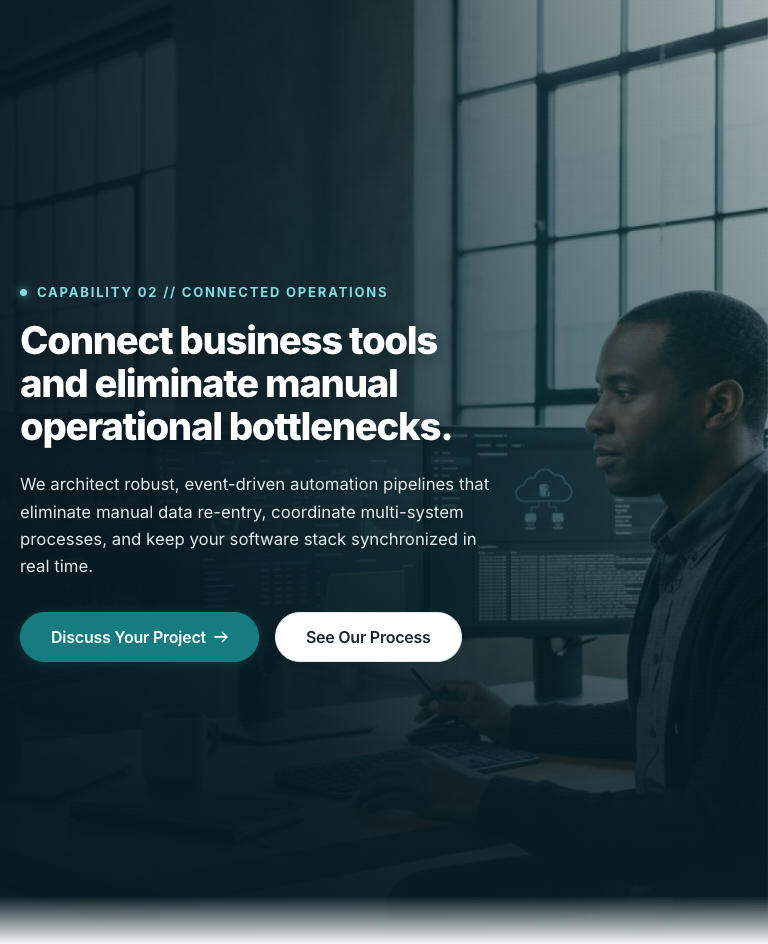 CAPABILITY 02 // CONNECTED OPERATIONS
Connect business tools
and eliminate manual
operational bottlenecks.
We architect robust, event-driven automation pipelines that
eliminate manual data re-entry, coordinate multi-system
processes, and keep your software stack synchronized in
real time.
Discuss Your Project →
See Our Process